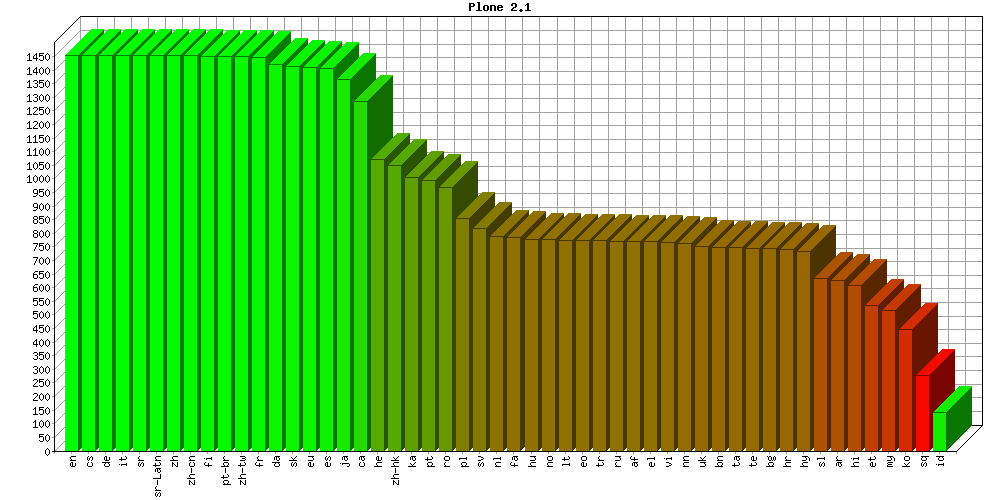 Plone 2.1
1450
1400
1350
1300
1250
1200
1150
1100
1050
1000
950
900
850
800
750
700
650
600
550
500
450
400
350
300
250
200
150
100
50
0
en
cs
de
it
sr
sr-Latn
zh
zh-cn
fi
pt-br
zh-tw
fr
da
sk
eu
es
ja
ca
he
zh-hk
ka
pt
ro
pl
sv
nl
fa
hu
no
lt
eo
tr
ru
af
el
vi
nn
uk
bn
ta
te
bg
hr
hy
sl
ar
hi
et
my
ko
sq
id